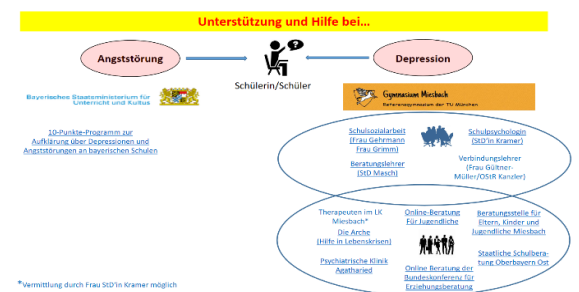 Unterstützung und Hilfe bei…
Angststörung
Depression
?
Schülerin/Schüler
Bayerisches Staatsministerium für
Unterricht und Kultus
Gymnasium Miesbach
Referenzgymnasium der TU München
10-Punkte-Programm zur
Aufklärung über Depressionen und
Angststörungen an bayerischen Schulen
Schulsozialarbeit
(Frau Gehrmann
Frau Grimm)
Beratungslehrer
(StD Masch)
Schulpsychologin
(StD'in Kramer)
Verbindungslehrer
(Frau Gültner-
Müller/OStR Kanzler)
Therapeuten im LK
Miesbach*
Die Arche
(Hilfe in Lebenskrisen)
Psychiatrische Klinik
Agatharied
Online-Beratung
Für Jugendliche
Online Beratung der
Bundeskonferenz für
Erziehungsberatung
Beratungsstelle für
Eltern, Kinder und
Jugendliche Miesbach
Staatliche Schulbera-
tung Oberbayern Ost
*Vermittlung durch Frau StD'in Kramer möglich